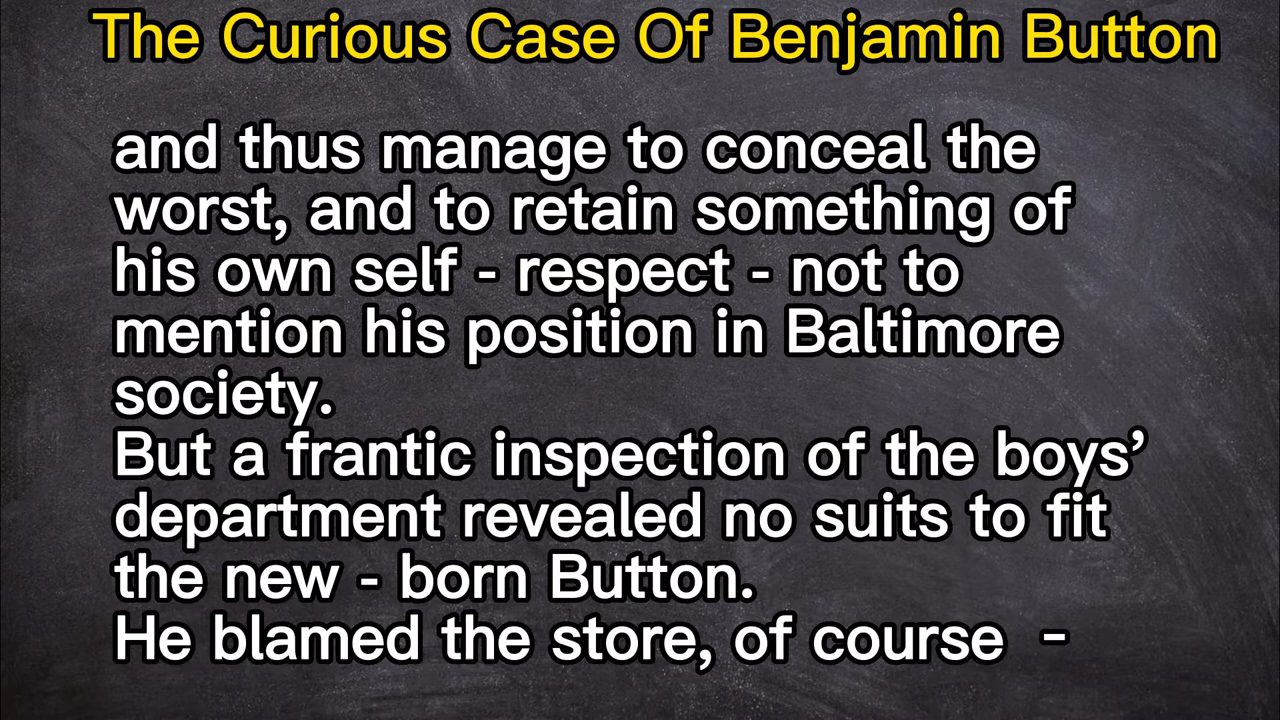 The Curious Case Of Benjamin Button
and thus manage to conceal the
worst, and to retain something of
his own self - respect - not to
mention his position in Baltimore
society.
But a frantic inspection of the boys’
department revealed no suits to fit
the new - born Button.
He blamed the store, of course  -